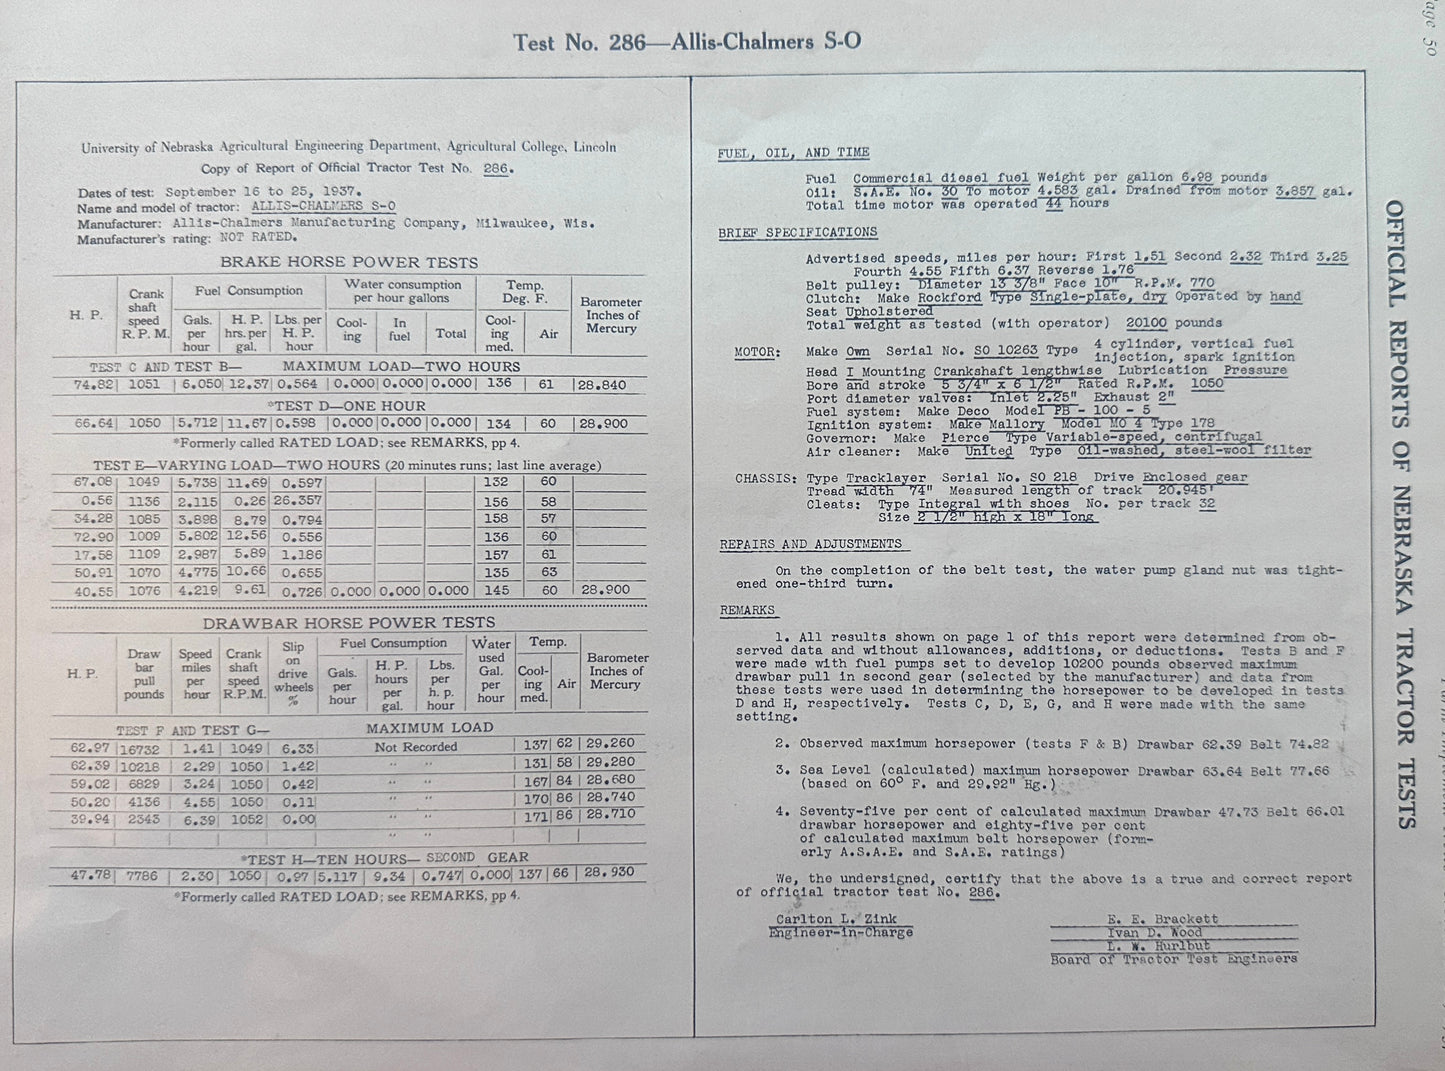 Test No. 286—Allis-Chalmers S-O
University of Nebraska Agricultural Engineering Department, Agricultural College, Lincoln
Copy of Report of Official Tractor Test No. 286.
Dates of test: September 16 to 25, 1937.
Name and model of tractor: ALLIS-CHALMERS S-O
Manufacturer: Allis-Chalmers Manufacturing Company, Milwaukee, Wis.
Manufacturer's rating: NOT RATED.
BRAKE HORSE POWER TESTS
H. P. | Crank shaft speed R. P. M. | Fuel Consumption | Water consumption per hour gallons | Temp. Deg. F. | Barometer Inches of Mercury
Gals. per hour | H. P. hrs. per gal. | Lbs. per H. P. hour | Cool- ing | In fuel | Total | Cool- ing med. | Air
TEST C AND TEST B— MAXIMUM LOAD—TWO HOURS
74.82 | 1051 | 6.050 | 12.37 | 0.564 | 0.000 | 0.000 | 0.000 | 136 | 61 | 28.840
*TEST D—ONE HOUR
66.64 | 1050 | 5.712 | 11.67 | 0.598 | 0.000 | 0.000 | 0.000 | 134 | 60 | 28.900
*Formerly called RATED LOAD; see REMARKS, pp 4.
TEST E—VARYING LOAD—TWO HOURS (20 minutes runs; last line average)
67.08 | 1049 | 5.738 | 11.69 | 0.597 | 132 | 60
0.56 | 1136 | 2.115 | 0.26 | 26.357 | 156 | 58
34.28 | 1085 | 3.898 | 8.79 | 0.794 | 158 | 57
72.90 | 1009 | 5.802 | 12.56 | 0.556 | 136 | 60
17.58 | 1109 | 2.987 | 5.89 | 1.186 | 157 | 61
50.91 | 1070 | 4.775 | 10.66 | 0.655 | 135 | 63
40.55 | 1076 | 4.219 | 9.61 | 0.726 | 0.000 | 0.000 | 0.000 | 145 | 60 | 28.900
DRAWBAR HORSE POWER TESTS
H. P. | Draw bar pull pounds | Speed miles per hour | Crank shaft speed R.P.M. | Slip on drive wheels % | Fuel Consumption | Water used Gal. per hour | Temp. | Barometer Inches of Mercury
Gals. per hour | H. P. hours per gal. | Lbs. per h. p. hour | Cool- ing med. | Air
TEST F AND TEST G— MAXIMUM LOAD
62.97 | 16732 | 1.41 | 1049 | 6.33 | Not Recorded | 137 | 62 | 29.260
62.39 | 10218 | 2.29 | 1050 | 1.42 | " " | 131 | 58 | 29.280
59.02 | 6829 | 3.24 | 1050 | 0.42 | " " | 167 | 84 | 28.680
50.20 | 4136 | 4.55 | 1050 | 0.11 | " " | 170 | 86 | 28.740
39.94 | 2343 | 6.39 | 1052 | 0.00 | " " | 171 | 86 | 28.710
" "
*TEST H—TEN HOURS— SECOND GEAR
47.78 | 7786 | 2.30 | 1050 | 0.97 | 5.117 | 9.34 | 0.747 | 0.000 | 137 | 66 | 28.930
*Formerly called RATED LOAD; see REMARKS, pp 4.
FUEL, OIL, AND TIME
Fuel Commercial diesel fuel Weight per gallon 6.98 pounds
Oil: S.A.E. No. 30 To motor 4.583 gal. Drained from motor 3.857 gal.
Total time motor was operated 44 hours
BRIEF SPECIFICATIONS
Advertised speeds, miles per hour: First 1.51 Second 2.32 Third 3.25
Fourth 4.55 Fifth 6.37 Reverse 1.76
Belt pulley: Diameter 13 3/8" Face 10" R.P.M. 770
Clutch: Make Rockford Type Single-plate, dry Operated by hand
Seat Upholstered
Total weight as tested (with operator) 20100 pounds
MOTOR: Make Own Serial No. SO 10263 Type 4 cylinder, vertical fuel
injection, spark ignition
Head I Mounting Crankshaft lengthwise Lubrication Pressure
Bore and stroke 5 3/4" x 6 1/2" Rated R.P.M. 1050
Port diameter valves: Inlet 2.25" Exhaust 2"
Fuel system: Make Deco Model PB - 100 - 5
Ignition system: Make Mallory Model MO 4 Type 178
Governor: Make Pierce Type Variable-speed, centrifugal
Air cleaner: Make United Type Oil-washed, steel-wool filter
CHASSIS: Type Tracklayer Serial No. SO 218 Drive Enclosed gear
Tread width 74" Measured length of track 20.945'
Cleats: Type Integral with shoes No. per track 32
Size 2 1/2" high x 18" long
REPAIRS AND ADJUSTMENTS
On the completion of the belt test, the water pump gland nut was tight-
ened one-third turn.
REMARKS
1. All results shown on page 1 of this report were determined from ob-
served data and without allowances, additions, or deductions. Tests B and F
were made with fuel pumps set to develop 10200 pounds observed maximum
drawbar pull in second gear (selected by the manufacturer) and data from
these tests were used in determining the horsepower to be developed in tests
D and H, respectively. Tests C, D, E, G, and H were made with the same
setting.
2. Observed maximum horsepower (tests F & B) Drawbar 62.39 Belt 74.82
3. Sea Level (calculated) maximum horsepower Drawbar 63.64 Belt 77.66
(based on 60° F. and 29.92" Hg.)
4. Seventy-five per cent of calculated maximum Drawbar 47.73 Belt 66.01
drawbar horsepower and eighty-five per cent
of calculated maximum belt horsepower (form-
erly A.S.A.E. and S.A.E. ratings)
We, the undersigned, certify that the above is a true and correct report
of official tractor test No. 286.
Carlton L. Zink
Engineer-in-Charge
E. E. Brackett
Ivan D. Wood
L. W. Hurlbut
Board of Tractor Test Engineers
OFFICIAL REPORTS OF NEBRASKA TRACTOR TESTS
age 50